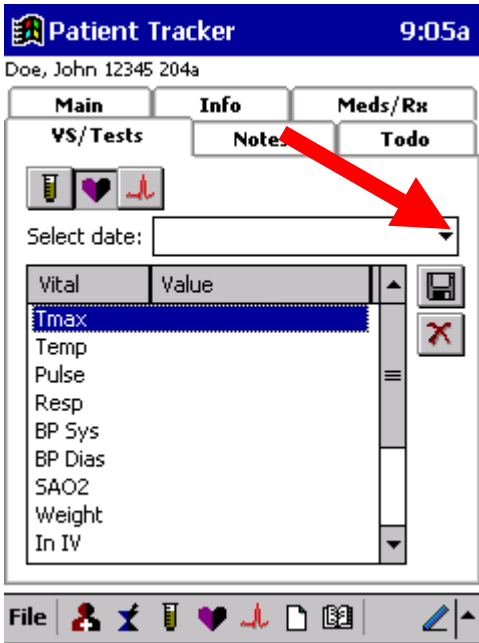 Patient Tracker 9:05a
Doe, John 12345 204a
Main Info Meds/Rx
VS/Tests Notes Todo
Select date:
Vital Value
Tmax
Temp
Pulse
Resp
BP Sys
BP Dias
SAO2
Weight
In IV
File